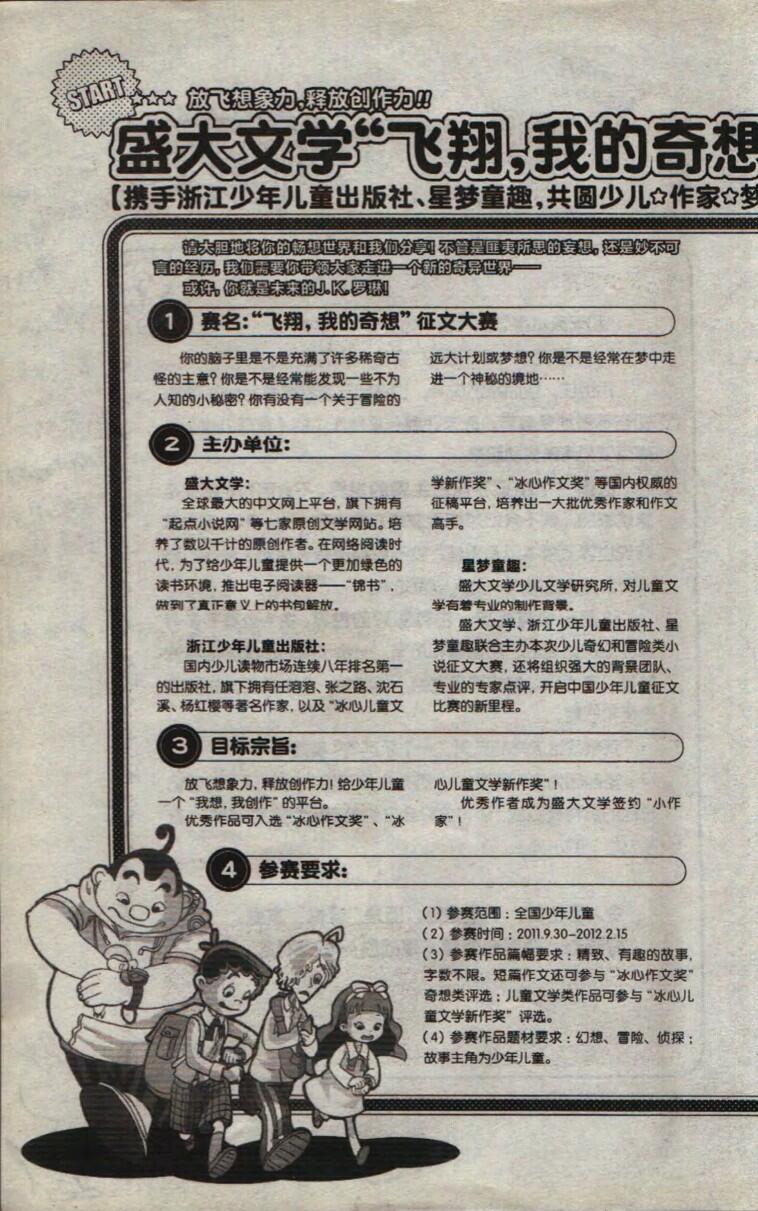 START
放飞想象力,释放创作力!!
盛大文学“飞翔,我的奇想
【携手浙江少年儿童出版社、星梦童趣,共圆少儿☆作家☆梦
请大胆地将你的畅想世界和我们分享!不管是匪夷所思的妄想,还是妙不可
言的经历,我们需要你带领大家走进一个新的奇异世界——
或许,你就是未来的J.K.罗琳!
1 赛名:“飞翔,我的奇想”征文大赛
你的脑子里是不是充满了许多稀奇古
怪的主意?你是不是经常能发现一些不为
人知的小秘密?你有没有一个关于冒险的
远大计划或梦想?你是不是经常在梦中走
进一个神秘的境地……
2 主办单位:
盛大文学:
全球最大的中文网上平台,旗下拥有
“起点小说网”等七家原创文学网站。培
养了数以千计的原创作者。在网络阅读时
代,为了给少年儿童提供一个更加绿色的
读书环境,推出电子阅读器——“锦书”,
做到了真正意义上的书包解放。
浙江少年儿童出版社:
国内少儿读物市场连续八年排名第一
的出版社,旗下拥有任溶溶、张之路、沈石
溪、杨红樱等著名作家,以及“冰心儿童文
学新作奖”、“冰心作文奖”等国内权威的
征稿平台,培养出一大批优秀作家和作文
高手。
星梦童趣:
盛大文学少儿文学研究所,对儿童文
学有着专业的制作背景。
盛大文学、浙江少年儿童出版社、星
梦童趣联合主办本次少儿奇幻和冒险类小
说征文大赛,还将组织强大的背景团队、
专业的专家点评,开启中国少年儿童征文
比赛的新里程。
3 目标宗旨:
放飞想象力,释放创作力!给少年儿童
一个“我想,我创作”的平台。
优秀作品可入选“冰心作文奖”、“冰
心儿童文学新作奖”!
优秀作者成为盛大文学签约“小作
家”!
4 参赛要求:
(1)参赛范围:全国少年儿童
(2)参赛时间:2011.9.30-2012.2.15
(3)参赛作品篇幅要求:精致、有趣的故事,
字数不限。短篇作文还可参与“冰心作文奖”
奇想类评选;儿童文学类作品可参与“冰心儿
童文学新作奖”评选。
(4)参赛作品题材要求:幻想、冒险、侦探;
故事主角为少年儿童。